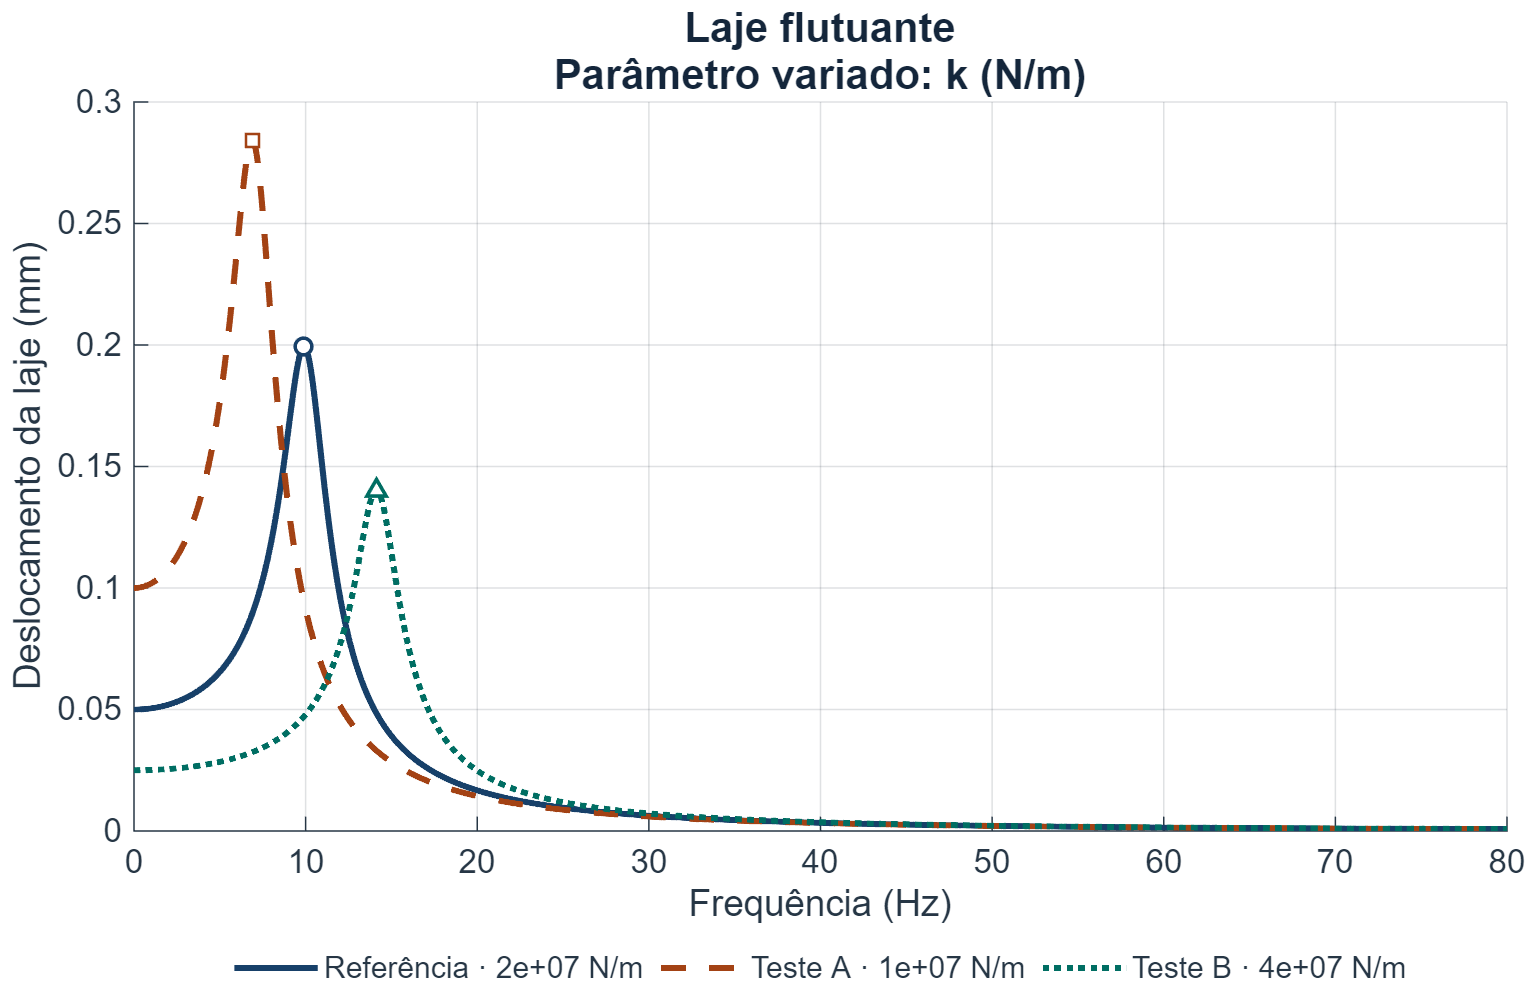 Laje flutuante
Parâmetro variado: k (N/m)
Deslocamento da laje (mm)
0.3
0.25
0.2
0.15
0.1
0.05
0
0 10 20 30 40 50 60 70 80
Frequência (Hz)
Referência · 2e+07 N/m Teste A · 1e+07 N/m Teste B · 4e+07 N/m